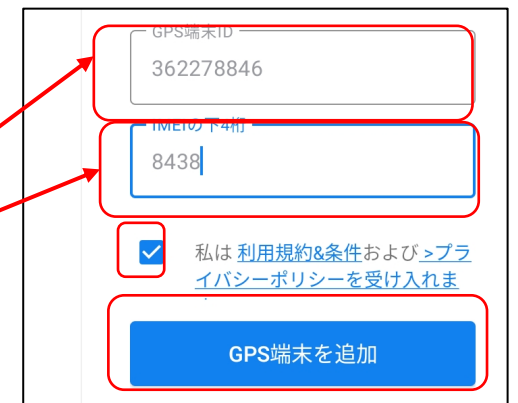 GPS端末ID
362278846
IMEIの下4桁
8438
私は 利用規約&条件および >プラ
イバシーポリシーを受け入れま
GPS端末を追加